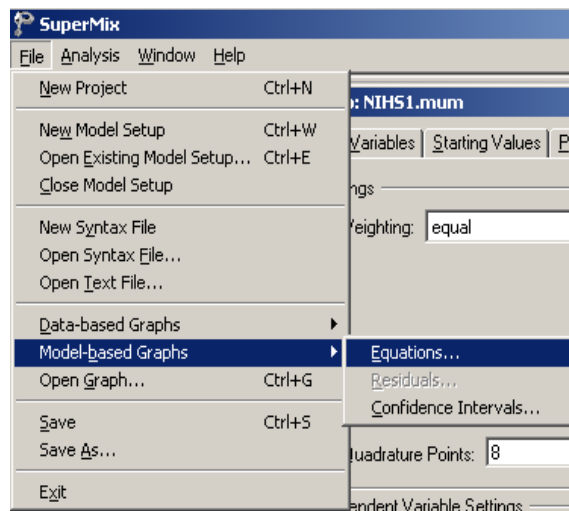 SuperMix
File Analysis Window Help
New Project Ctrl+N
New Model Setup Ctrl+W
Open Existing Model Setup... Ctrl+E
Close Model Setup
New Syntax File
Open Syntax File...
Open Text File...
Data-based Graphs
Model-based Graphs
Open Graph... Ctrl+G
Save Ctrl+S
Save As...
Exit
Equations...
Residuals...
Confidence Intervals...
: NIHS1.mum
Variables Starting Values P
ngs
eighting: equal
uadrature Points: 8
endent Variable Settings